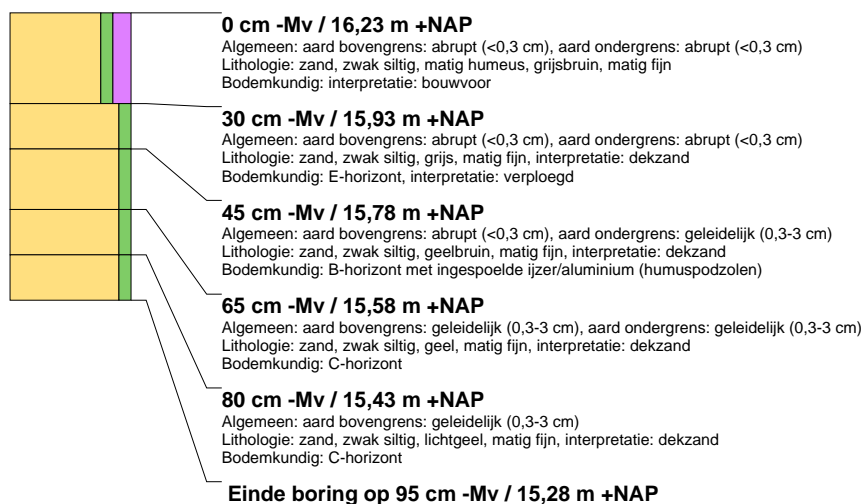 0 cm -Mv / 16,23 m +NAP
Algemeen: aard bovengrens: abrupt (<0,3 cm), aard ondergrens: abrupt (<0,3 cm)
Lithologie: zand, zwak siltig, matig humeus, grijsbruin, matig fijn
Bodemkundig: interpretatie: bouwvoor
30 cm -Mv / 15,93 m +NAP
Algemeen: aard bovengrens: abrupt (<0,3 cm), aard ondergrens: abrupt (<0,3 cm)
Lithologie: zand, zwak siltig, grijs, matig fijn, interpretatie: dekzand
Bodemkundig: E-horizont, interpretatie: verploegd
45 cm -Mv / 15,78 m +NAP
Algemeen: aard bovengrens: abrupt (<0,3 cm), aard ondergrens: geleidelijk (0,3-3 cm)
Lithologie: zand, zwak siltig, geelbruin, matig fijn, interpretatie: dekzand
Bodemkundig: B-horizont met ingespoelde ijzer/aluminium (humuspodzolen)
65 cm -Mv / 15,58 m +NAP
Algemeen: aard bovengrens: geleidelijk (0,3-3 cm), aard ondergrens: geleidelijk (0,3-3 cm)
Lithologie: zand, zwak siltig, geel, matig fijn, interpretatie: dekzand
Bodemkundig: C-horizont
80 cm -Mv / 15,43 m +NAP
Algemeen: aard bovengrens: geleidelijk (0,3-3 cm)
Lithologie: zand, zwak siltig, lichtgeel, matig fijn, interpretatie: dekzand
Bodemkundig: C-horizont
Einde boring op 95 cm -Mv / 15,28 m +NAP